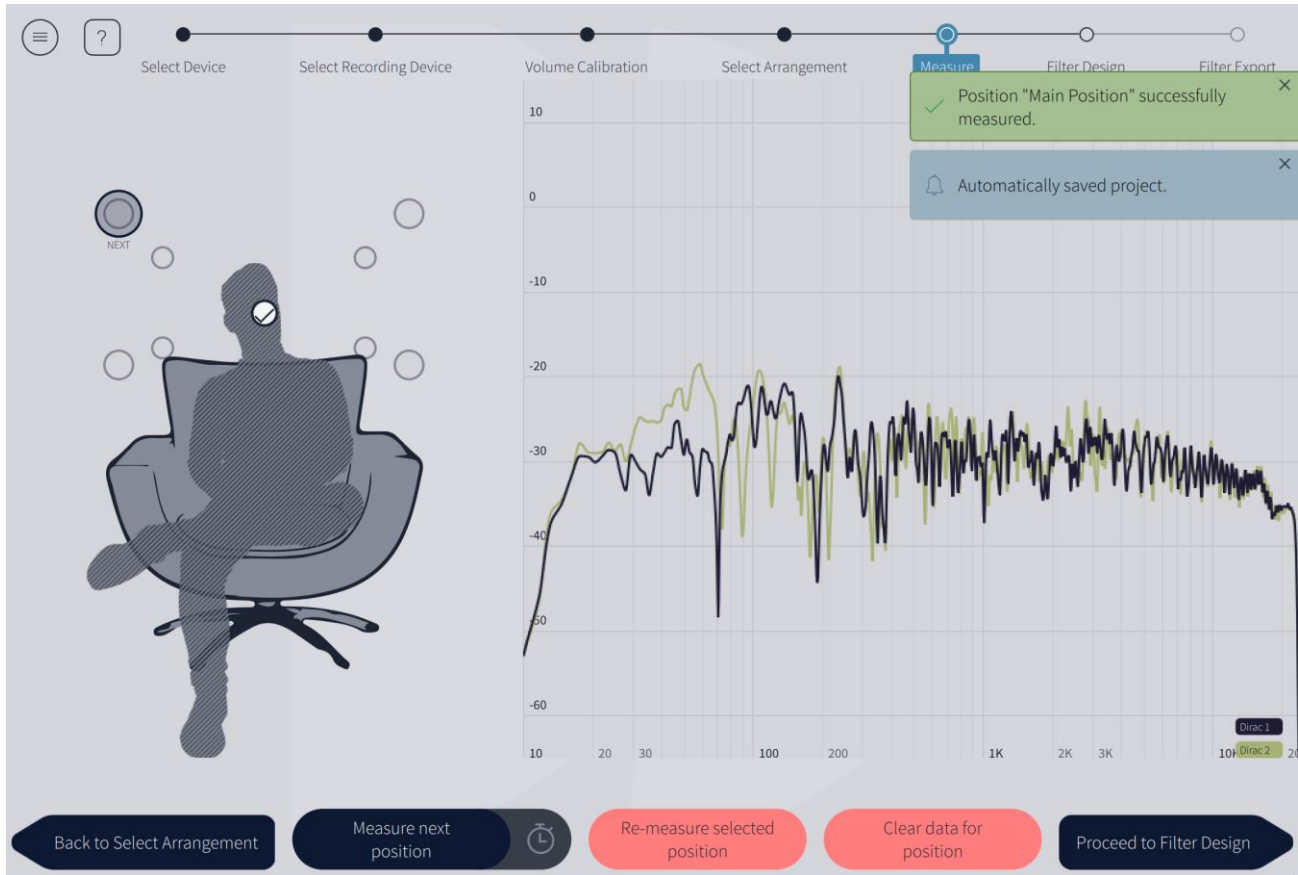 ?
Select Device
Select Recording Device
Volume Calibration
Select Arrangement
Measure
Filter Design
Filter Export
Position "Main Position" successfully
measured.
Automatically saved project.
NEXT
10
0
-10
-20
-30
-40
-50
-60
10 20 30 100 200 1K 2K 3K 10k 20
Dirac 1
Dirac 2
Back to Select Arrangement
Measure next
position
Re-measure selected
position
Clear data for
position
Proceed to Filter Design